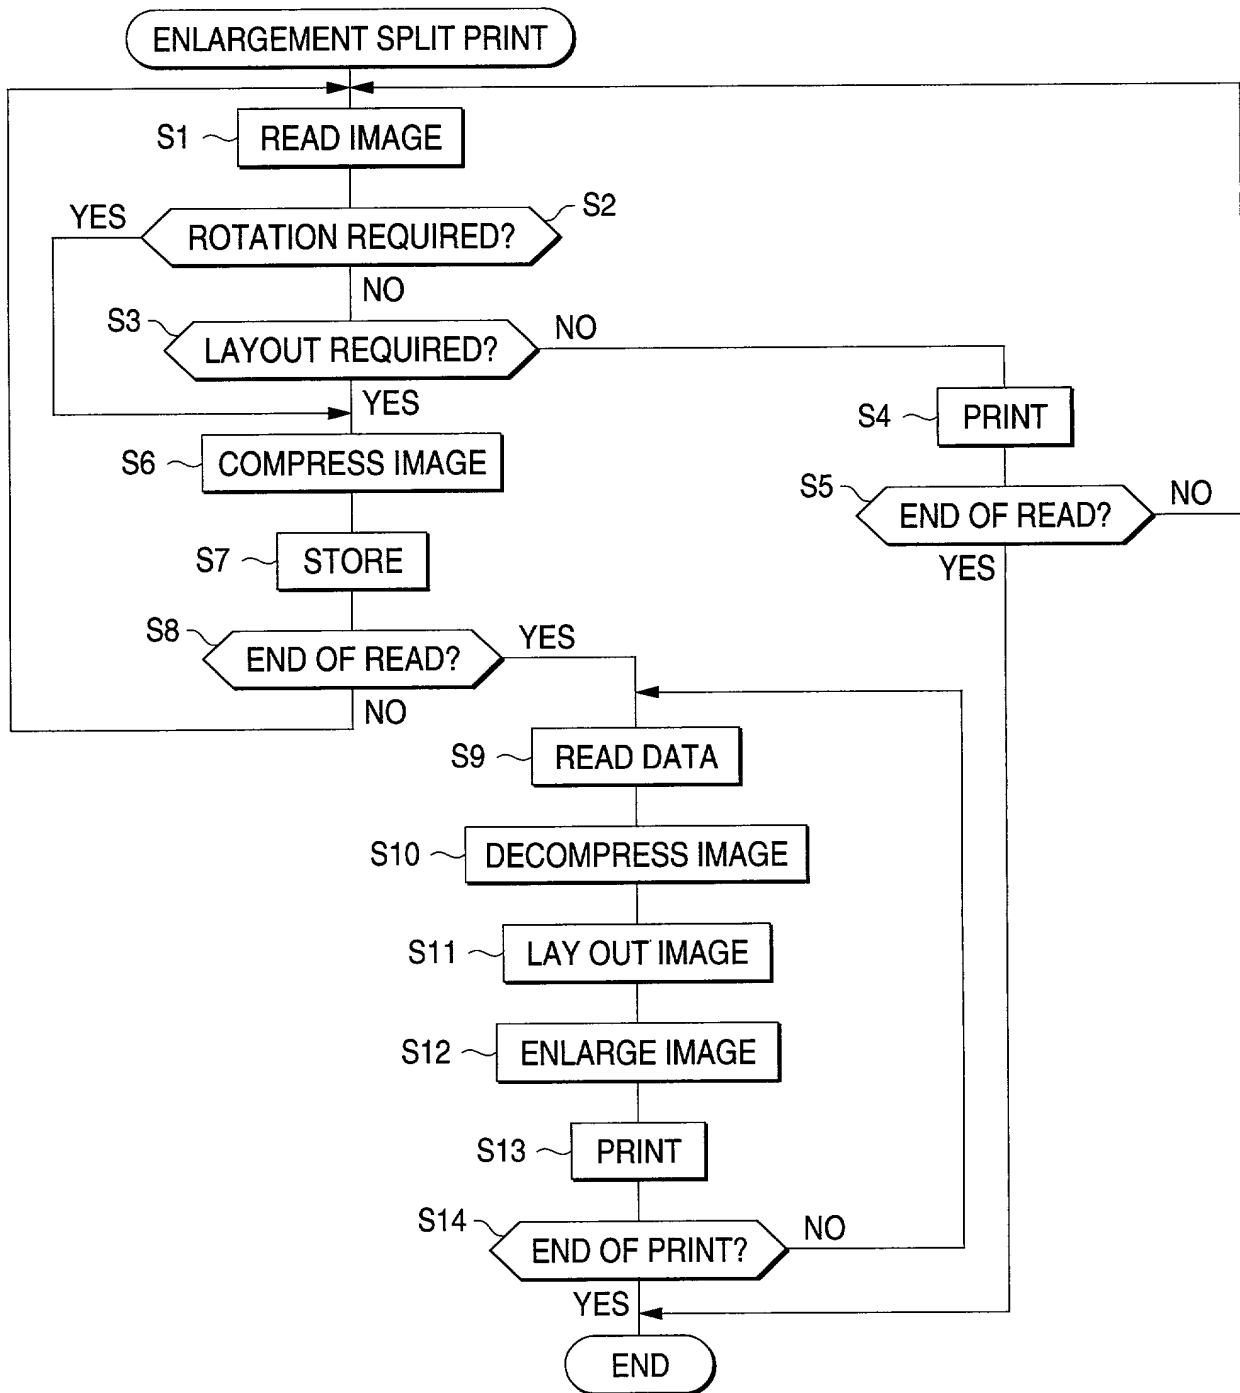 ENLARGEMENT SPLIT PRINT
S1
READ IMAGE
S2
YES
ROTATION REQUIRED?
NO
S3
LAYOUT REQUIRED?
NO
YES
S4
PRINT
S6
COMPRESS IMAGE
S5
END OF READ?
NO
YES
S7
STORE
S8
END OF READ?
YES
NO
S9
READ DATA
S10
DECOMPRESS IMAGE
S11
LAY OUT IMAGE
S12
ENLARGE IMAGE
S13
PRINT
S14
END OF PRINT?
NO
YES
END